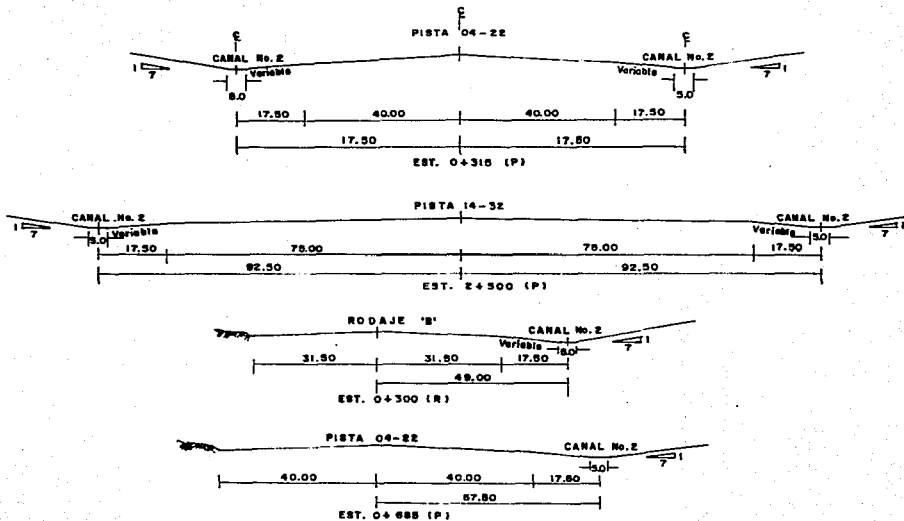 PISTA 04-22
CANAL No. 2
CANAL No. 2
Variable
Variable
1
7
1
7
5.0
5.0
17.50
40.00
40.00
17.50
17.50
17.50
EST. 0+315 (P)
PISTA 14-32
CANAL No. 2
CANAL No. 2
1
7
5.0
Variable
5.0
7
17.50
75.00
75.00
17.50
92.50
92.50
EST. 2+500 (P)
RODAJE "B"
CANAL No. 2
Variable
5.0
1
7
31.50
31.50
17.50
49.00
EST. 0+300 (R)
PISTA 04-22
CANAL No. 2
5.0
1
7
40.00
40.00
17.50
57.50
EST. 0+685 (P)